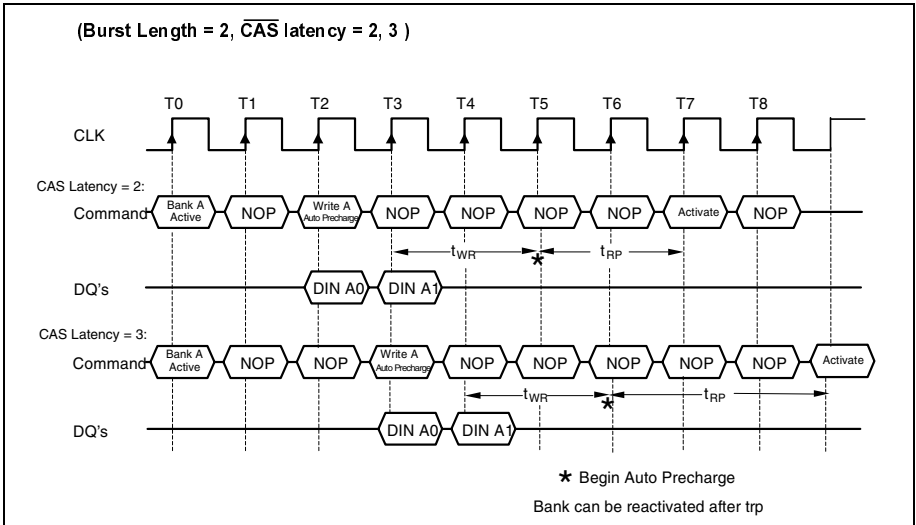 (Burst Length = 2, CAS latency = 2, 3 )
T0 T1 T2 T3 T4 T5 T6 T7 T8
CLK
CAS Latency = 2:
Command Bank A Active NOP Write A Auto Precharge NOP NOP NOP NOP Activate NOP
tWR * tRP
DQ's DIN A0 DIN A1
CAS Latency = 3:
Command Bank A Active NOP NOP Write A Auto Precharge NOP NOP NOP NOP NOP Activate
tWR * tRP
DQ's DIN A0 DIN A1
* Begin Auto Precharge
Bank can be reactivated after trp